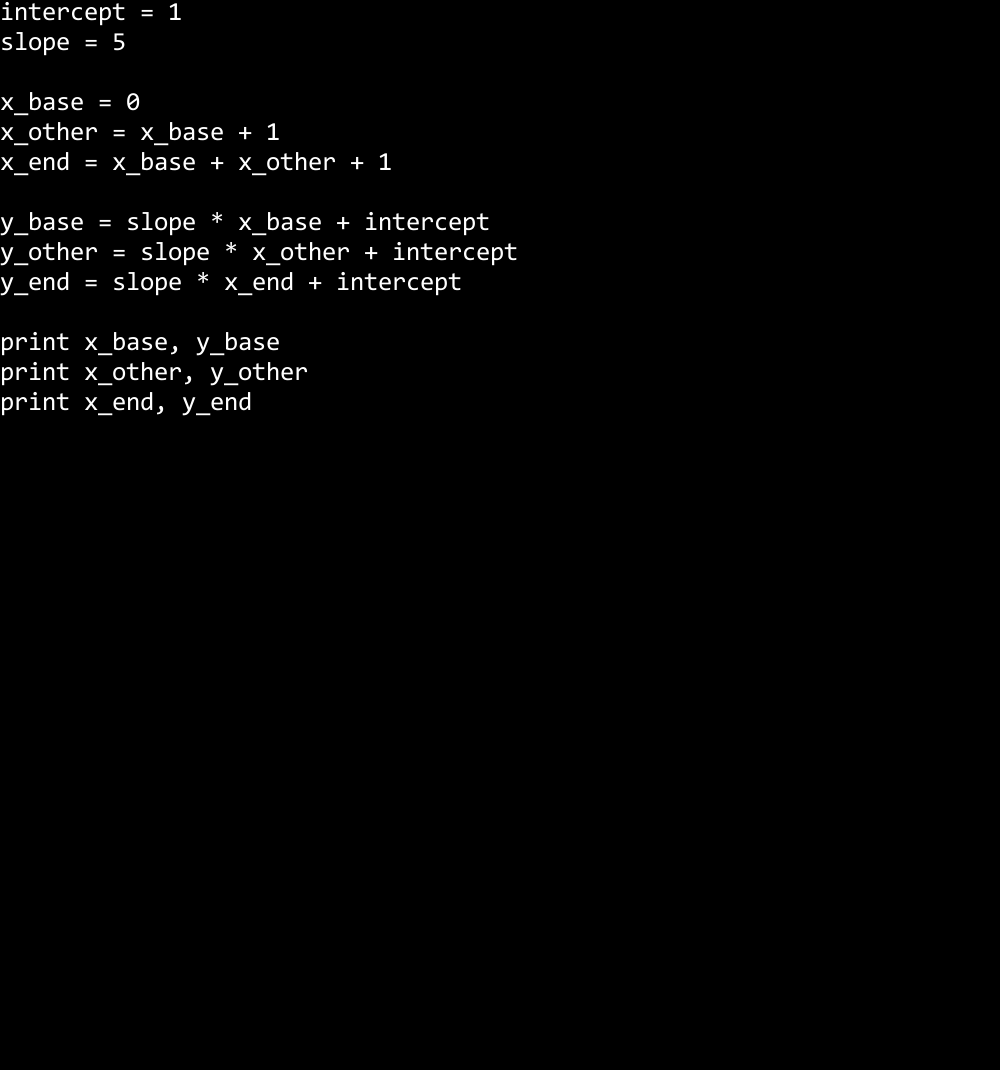 intercept = 1
slope = 5

x_base = 0
x_other = x_base + 1
x_end = x_base + x_other + 1

y_base = slope * x_base + intercept
y_other = slope * x_other + intercept
y_end = slope * x_end + intercept

print x_base, y_base
print x_other, y_other
print x_end, y_end